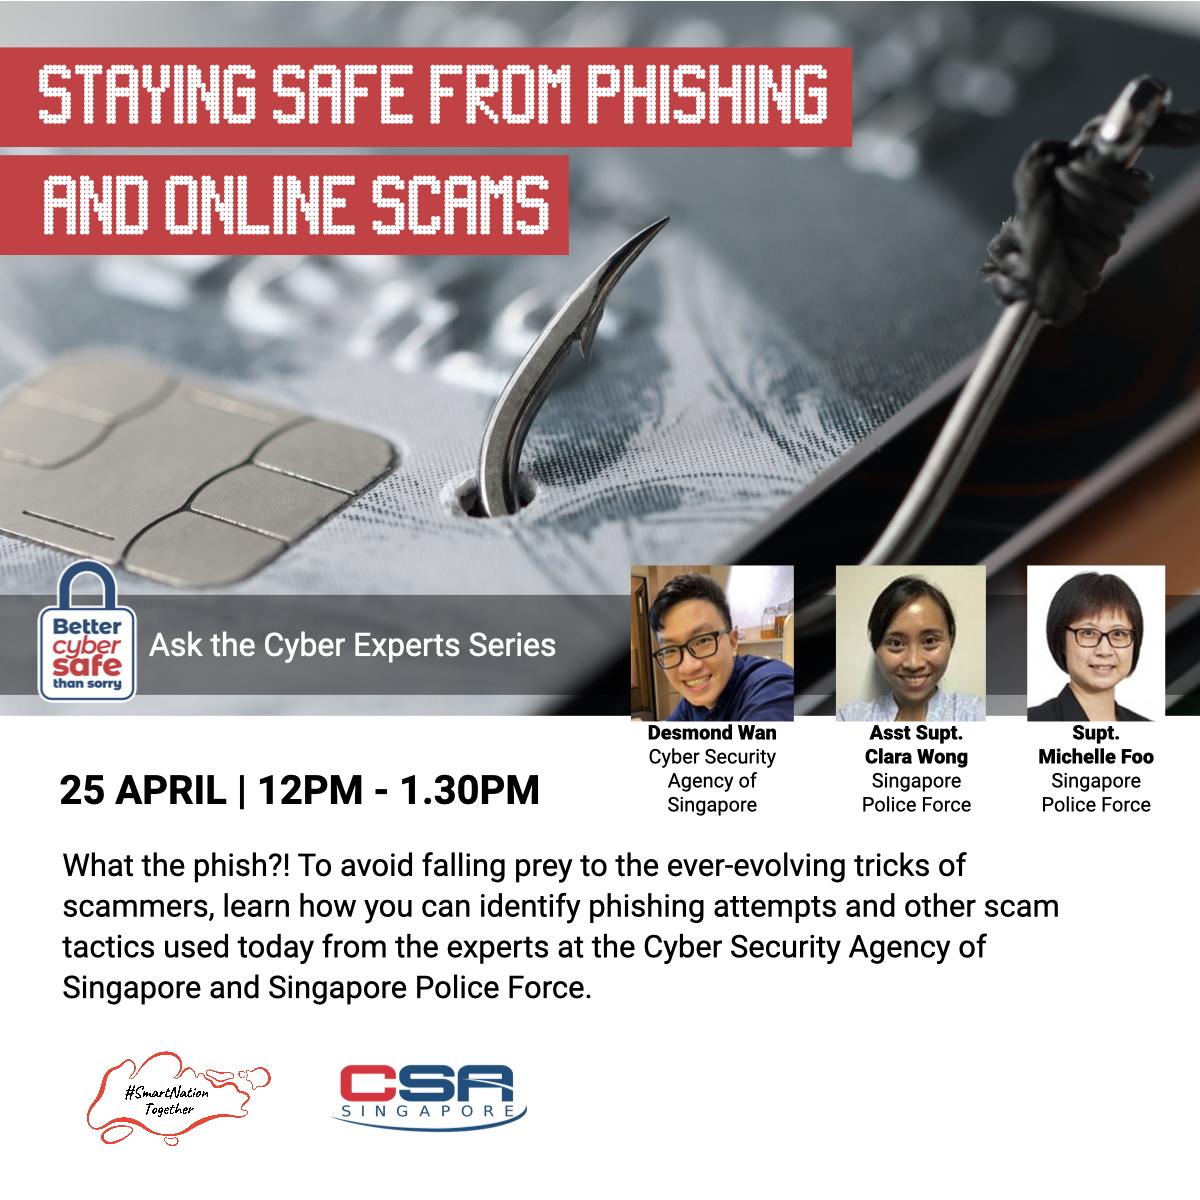 STAYING SAFE FROM PHISHING
AND ONLINE SCAMS
Better
cyber
safe
than sorry
Ask the Cyber Experts Series
Desmond Wan
Cyber Security
Agency of
Singapore
Asst Supt.
Clara Wong
Singapore
Police Force
Supt.
Michelle Foo
Singapore
Police Force
25 APRIL | 12PM - 1.30PM
What the phish?! To avoid falling prey to the ever-evolving tricks of
scammers, learn how you can identify phishing attempts and other scam
tactics used today from the experts at the Cyber Security Agency of
Singapore and Singapore Police Force.
#SmartNation
Together
CSA
SINGAPORE